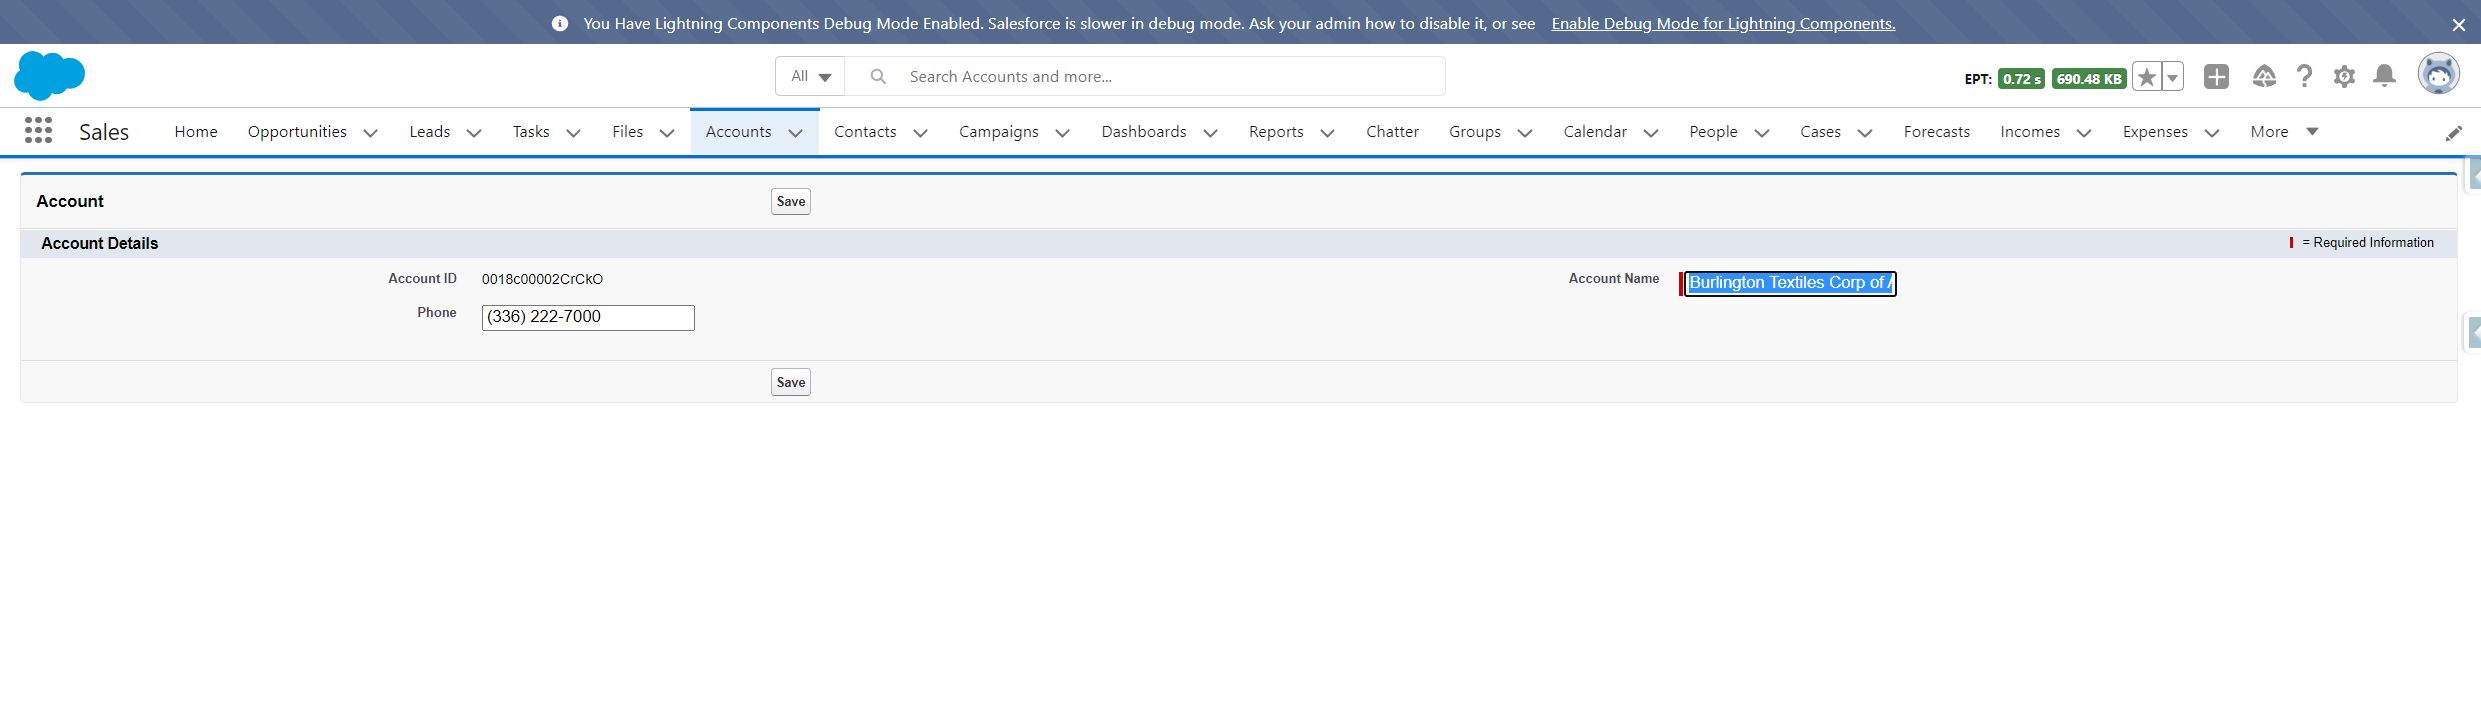 You Have Lightning Components Debug Mode Enabled. Salesforce is slower in debug mode. Ask your admin how to disable it, or see Enable Debug Mode for Lightning Components.
All Search Accounts and more...
EPT: 0.72 s 690.48 KB
Sales Home Opportunities Leads Tasks Files Accounts Contacts Campaigns Dashboards Reports Chatter Groups Calendar People Cases Forecasts Incomes Expenses More
Account Save
Account Details = Required Information
Account ID 0018c00002CrCkO Account Name Burlington Textiles Corp of
Phone (336) 222-7000
Save